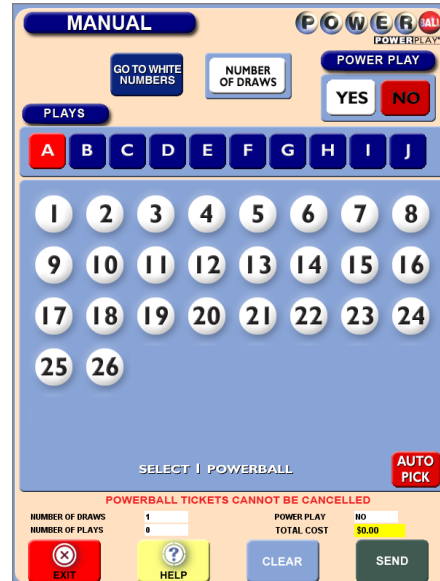 MANUAL
POWERBALL
POWERPLAY
GO TO WHITE
NUMBERS
NUMBER
OF DRAWS
POWER PLAY
YES NO
PLAYS
A B C D E F G H I J
1 2 3 4 5 6 7 8
9 10 11 12 13 14 15 16
17 18 19 20 21 22 23 24
25 26
SELECT 1 POWERBALL
AUTO
PICK
POWERBALL TICKETS CANNOT BE CANCELLED
NUMBER OF DRAWS 1 POWER PLAY NO
NUMBER OF PLAYS 0 TOTAL COST $0.00
EXIT
? HELP
CLEAR
SEND